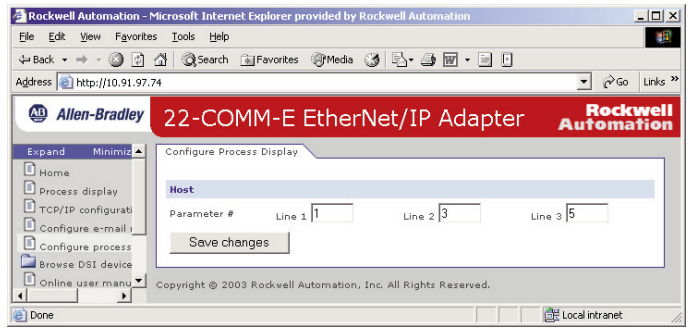 Rockwell Automation - Microsoft Internet Explorer provided by Rockwell Automation
File Edit View Favorites Tools Help
Back Search Favorites Media
Address http://10.91.97.74 Go Links »
Allen-Bradley 22-COMM-E EtherNet/IP Adapter Rockwell Automation
AB
Expand Minimiz
Home
Process display
TCP/IP configurati
Configure e-mail
Configure process
Browse DSI device
Online user manu
Configure Process Display
Host
Parameter # Line 1 1 Line 2 3 Line 3 5
Save changes
Copyright © 2003 Rockwell Automation, Inc. All Rights Reserved.
Done Local intranet